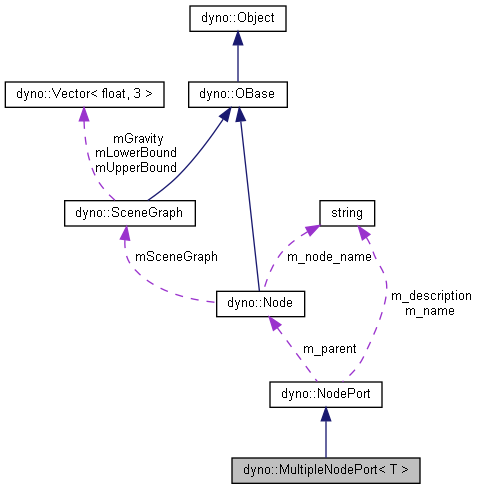 dyno::Object
dyno::Vector< float, 3 >
dyno::OBase
mGravity
mLowerBound
mUpperBound
dyno::SceneGraph
string
mSceneGraph
m_node_name
dyno::Node
m_description
m_name
m_parent
dyno::NodePort
dyno::MultipleNodePort< T >